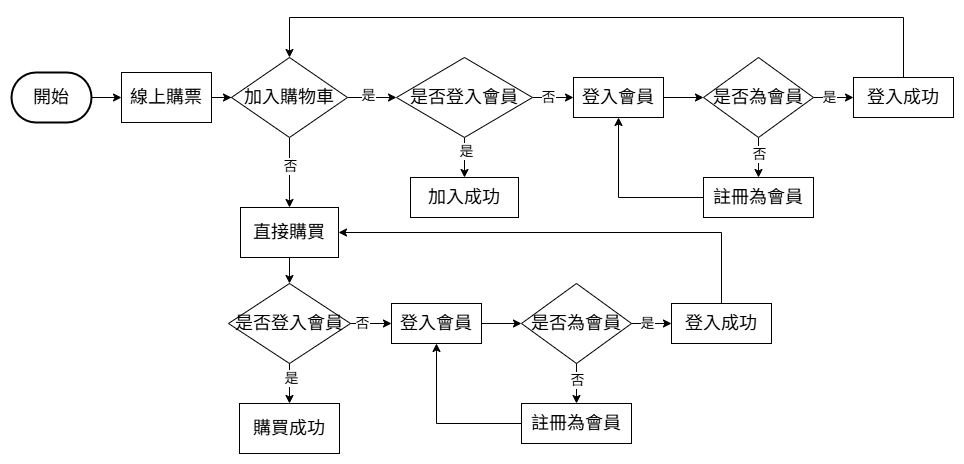 開始
線上購票
加入購物車
是
是否登入會員
否
登入會員
是否為會員
是
登入成功
否
是
否
加入成功
註冊為會員
直接購買
是否登入會員
否
登入會員
是否為會員
是
登入成功
是
否
購買成功
註冊為會員